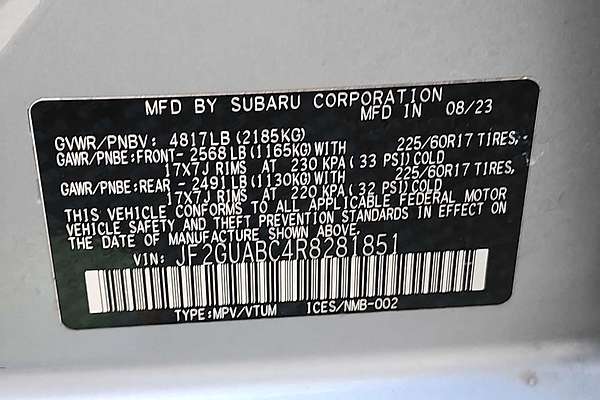 MFD BY SUBARU CORPORATION
MFD IN 08/23
GVWR/PNBV: 4817LB (2185KG)
GAWR/PNBE:FRONT- 2568 LB (1165KG) WITH 225/60R17 TIRES,
17X7J RIMS AT 230 KPA (33 PSI) COLD
GAWR/PNBE:REAR - 2491 LB (1130KG) WITH 225/60R17 TIRES,
17X7J RIMS AT 220 KPA (32 PSI) COLD
THIS VEHICLE CONFORMS TO ALL APPLICABLE FEDERAL MOTOR
VEHICLE SAFETY AND THEFT PREVENTION STANDARDS IN EFFECT ON
THE DATE OF MANUFACTURE SHOWN ABOVE.
VIN: JF2GUABC4R8281851
TYPE:MPV/VTUM ICES/NMB-002